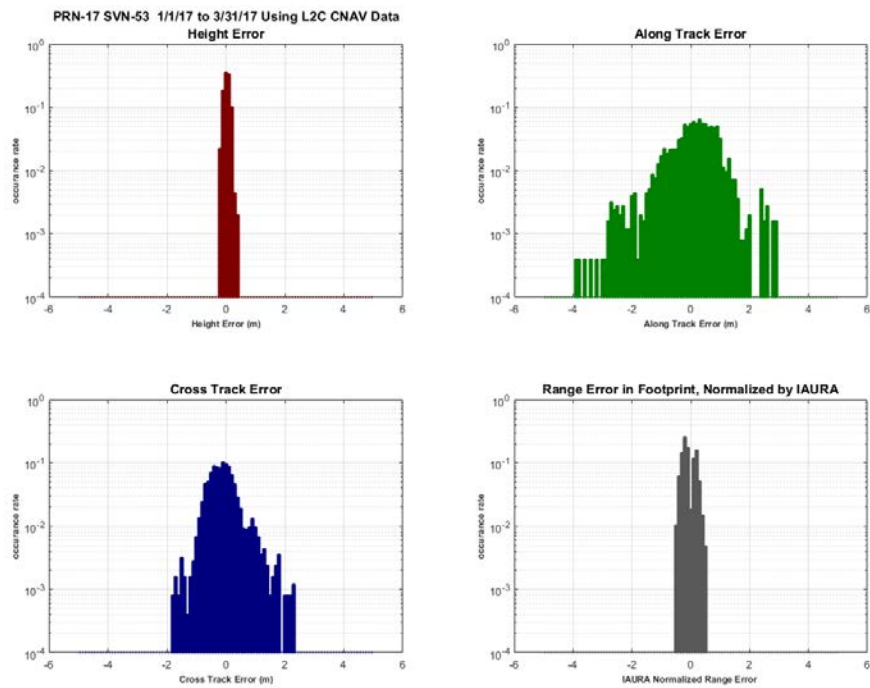 PRN-17 SVN-53 1/1/17 to 3/31/17 Using L2C CNAV Data
Height Error
10^0
10^-1
10^-2
10^-3
10^-4
occurance rate
-6 -4 -2 0 2 4 6
Height Error (m)
Along Track Error
10^0
10^-1
10^-2
10^-3
10^-4
occurance rate
-6 -4 -2 0 2 4 6
Along Track Error (m)
Cross Track Error
10^0
10^-1
10^-2
10^-3
10^-4
occurance rate
-6 -4 -2 0 2 4 6
Cross Track Error (m)
Range Error in Footprint, Normalized by IAURA
10^0
10^-1
10^-2
10^-3
10^-4
occurance rate
-6 -4 -2 0 2 4 6
IAURA Normalized Range Error